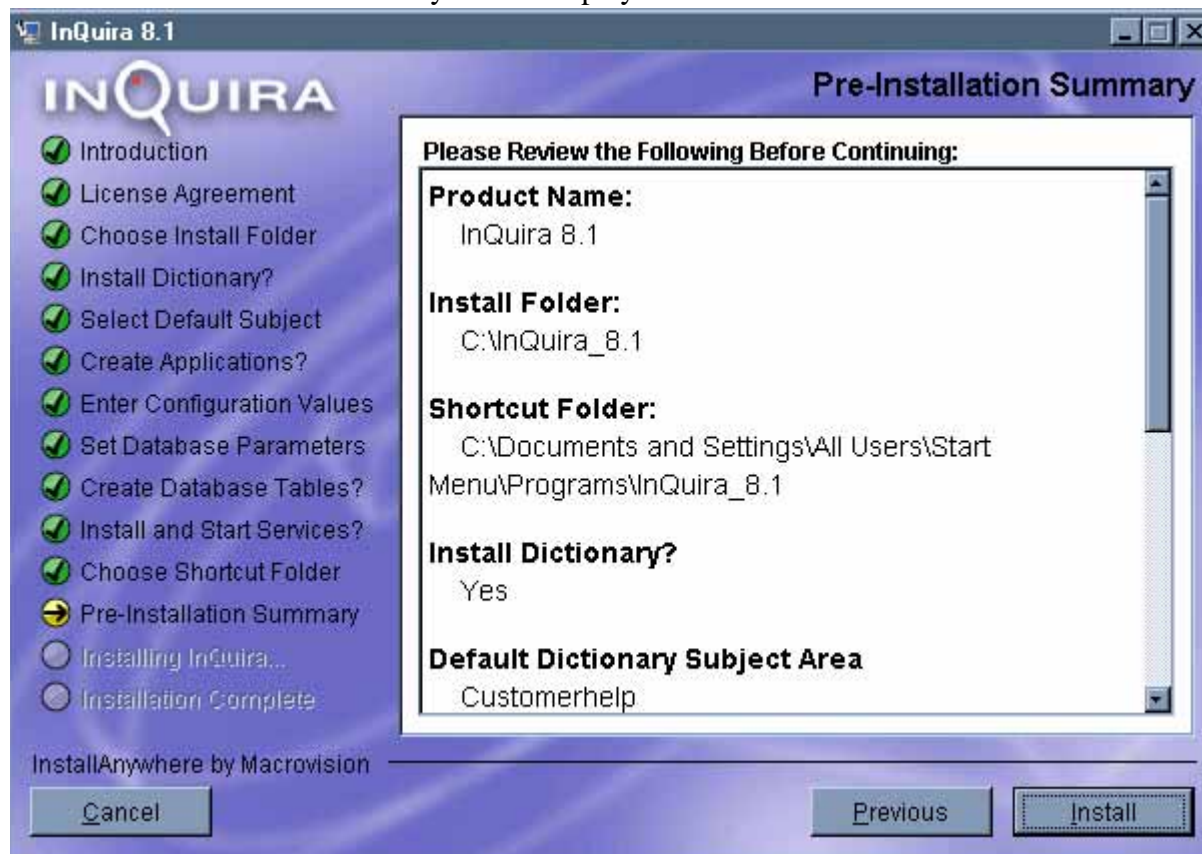 InQuira 8.1
INQUIRA
Pre-Installation Summary
Introduction
License Agreement
Choose Install Folder
Install Dictionary?
Select Default Subject
Create Applications?
Enter Configuration Values
Set Database Parameters
Create Database Tables?
Install and Start Services?
Choose Shortcut Folder
Pre-Installation Summary
Installing InQuira...
Installation Complete
Please Review the Following Before Continuing:
Product Name:
InQuira 8.1
Install Folder:
C:\InQuira_8.1
Shortcut Folder:
C:\Documents and Settings\All Users\Start
Menu\Programs\InQuira_8.1
Install Dictionary?
Yes
Default Dictionary Subject Area
Customerhelp
InstallAnywhere by Macrovision
Cancel
Previous
Install